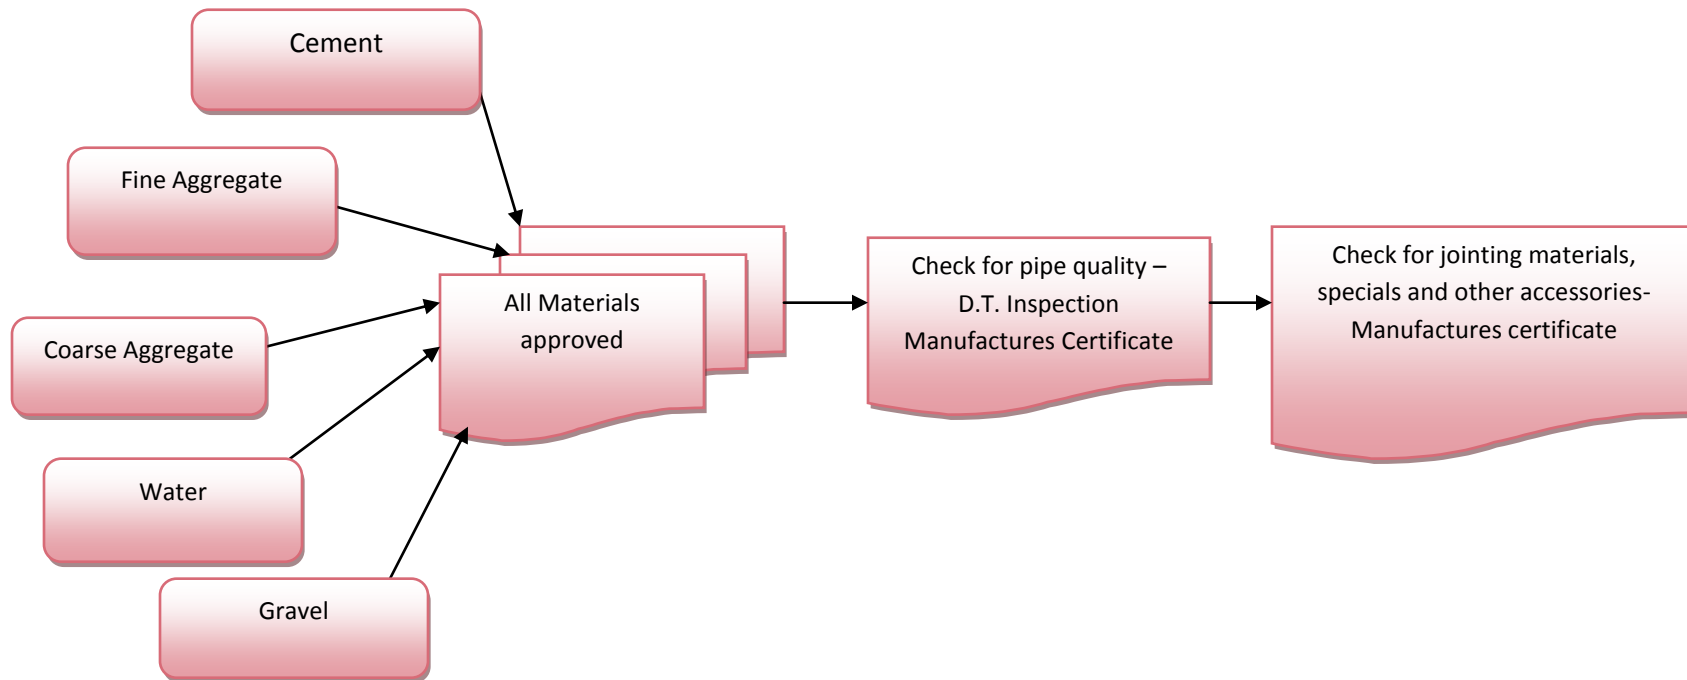 Cement
Fine Aggregate
Coarse Aggregate
Water
Gravel
All Materials
approved
Check for pipe quality –
D.T. Inspection
Manufactures Certificate
Check for jointing materials,
specials and other accessories-
Manufactures certificate